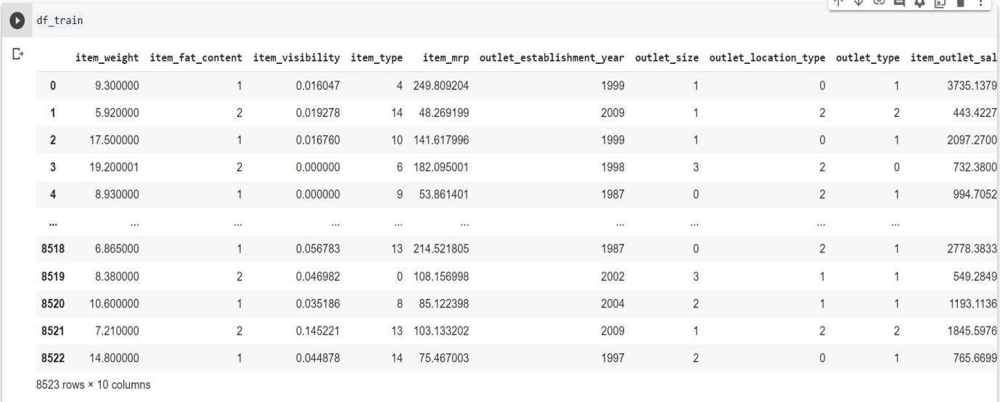 df_train
item_weight item_fat_content item_visibility item_type item_mrp outlet_establishment_year outlet_size outlet_location_type outlet_type item_outlet_sal
0 9.300000 1 0.016047 4 249.809204 1999 1 0 1 3735.1379
1 5.920000 2 0.019278 14 48.269199 2009 1 2 2 443.4227
2 17.500000 1 0.016760 10 141.617996 1999 1 0 1 2097.2700
3 19.200001 2 0.000000 6 182.095001 1998 3 2 0 732.3800
4 8.930000 1 0.000000 9 53.861401 1987 0 2 1 994.7052
... ... ... ... ... ... ... ... ... ...
8518 6.865000 1 0.056783 13 214.521805 1987 0 2 1 2778.3833
8519 8.380000 2 0.046982 0 108.156998 2002 3 1 1 549.2849
8520 10.600000 1 0.035186 8 85.122398 2004 2 1 1 1193.1136
8521 7.210000 2 0.145221 13 103.133202 2009 1 2 2 1845.5976
8522 14.800000 1 0.044878 14 75.467003 1997 2 0 1 765.6699
8523 rows × 10 columns